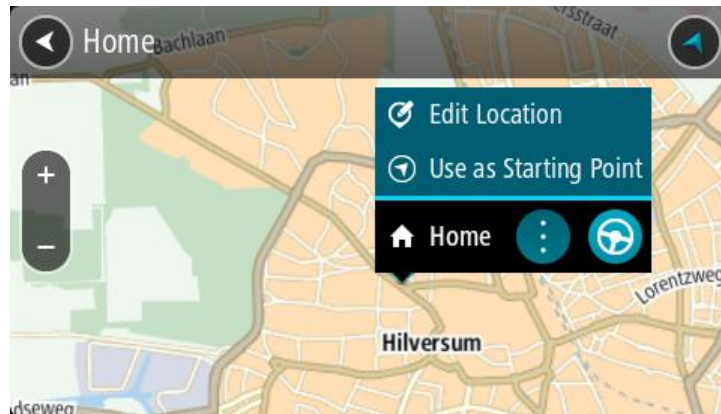 Home
Bachlaan
Edit Location
Use as Starting Point
+
Home
-
Lorentzweg
Hilversum